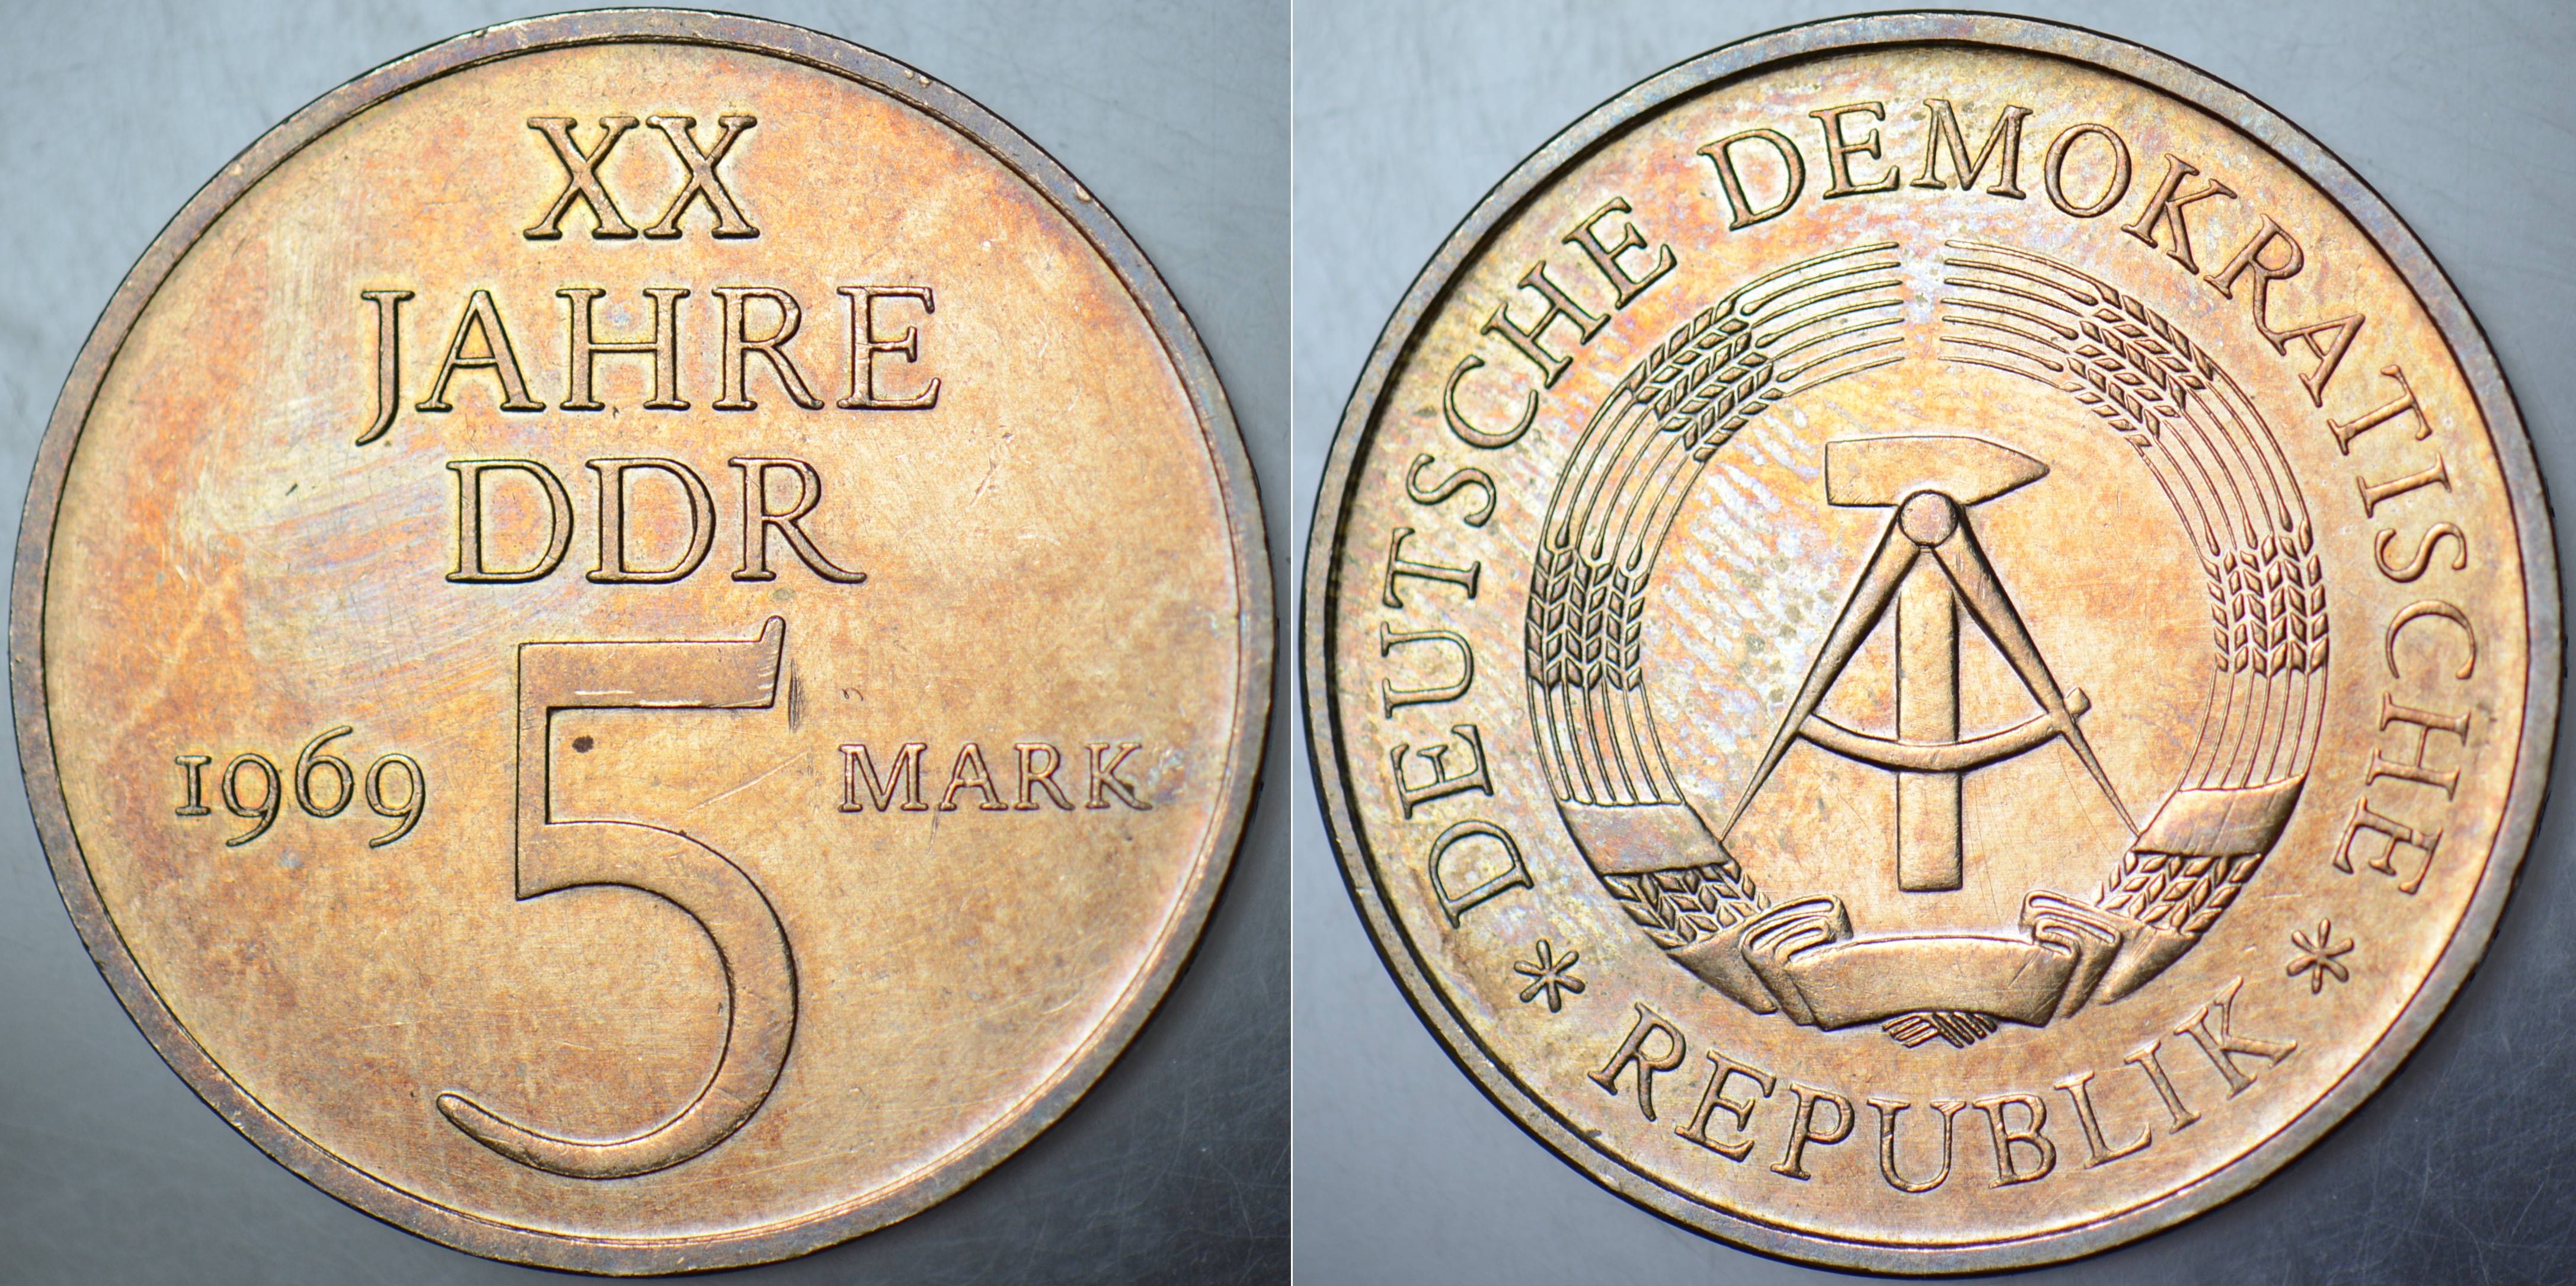 XX
JAHRE
DDR
1969 5 MARK
DEUTSCHE DEMOKRATISCHE
* REPUBLIK *